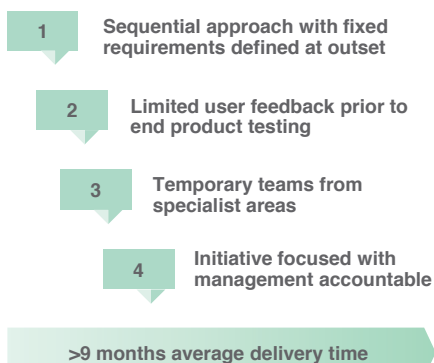 1
Sequential approach with fixed
requirements defined at outset
2
Limited user feedback prior to
end product testing
3
Temporary teams from
specialist areas
4
Initiative focused with
management accountable
>9 months average delivery time